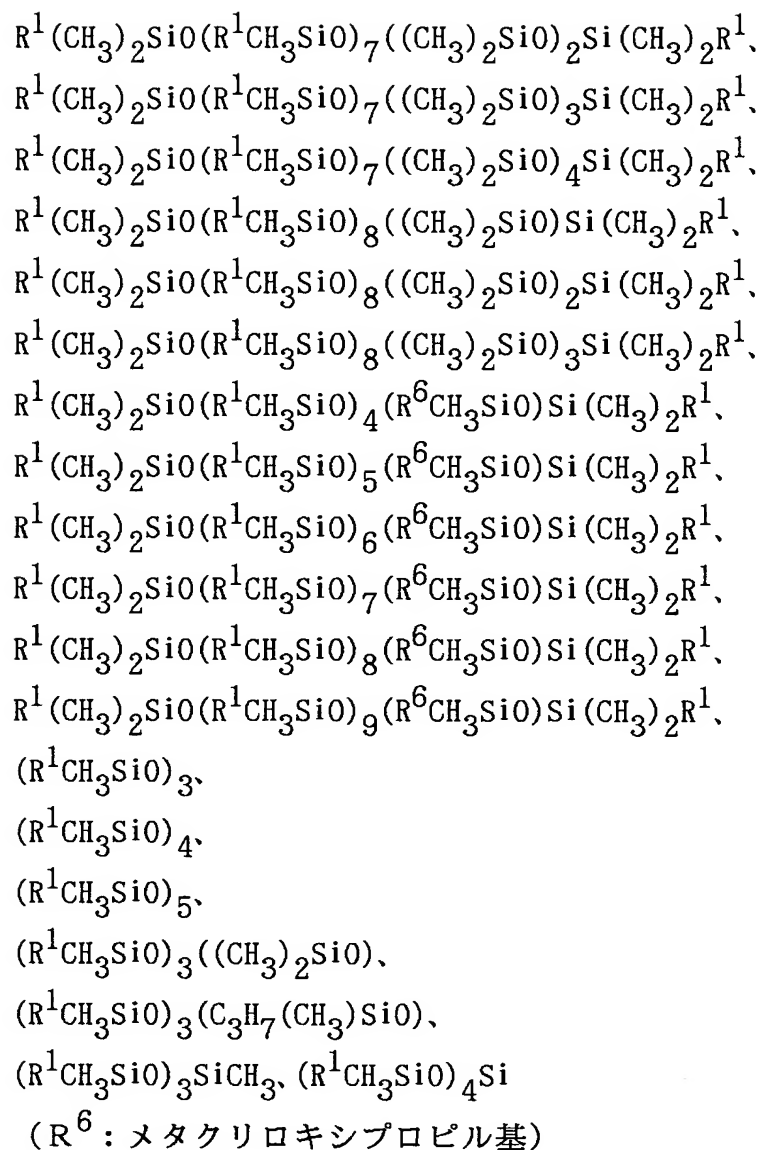 R¹(CH₃)₂SiO(R¹CH₃SiO)₇((CH₃)₂SiO)₂Si(CH₃)₂R¹、
R¹(CH₃)₂SiO(R¹CH₃SiO)₇((CH₃)₂SiO)₃Si(CH₃)₂R¹、
R¹(CH₃)₂SiO(R¹CH₃SiO)₇((CH₃)₂SiO)₄Si(CH₃)₂R¹、
R¹(CH₃)₂SiO(R¹CH₃SiO)₈((CH₃)₂SiO)Si(CH₃)₂R¹、
R¹(CH₃)₂SiO(R¹CH₃SiO)₈((CH₃)₂SiO)₂Si(CH₃)₂R¹、
R¹(CH₃)₂SiO(R¹CH₃SiO)₈((CH₃)₂SiO)₃Si(CH₃)₂R¹、
R¹(CH₃)₂SiO(R¹CH₃SiO)₄(R⁶CH₃SiO)Si(CH₃)₂R¹、
R¹(CH₃)₂SiO(R¹CH₃SiO)₅(R⁶CH₃SiO)Si(CH₃)₂R¹、
R¹(CH₃)₂SiO(R¹CH₃SiO)₆(R⁶CH₃SiO)Si(CH₃)₂R¹、
R¹(CH₃)₂SiO(R¹CH₃SiO)₇(R⁶CH₃SiO)Si(CH₃)₂R¹、
R¹(CH₃)₂SiO(R¹CH₃SiO)₈(R⁶CH₃SiO)Si(CH₃)₂R¹、
R¹(CH₃)₂SiO(R¹CH₃SiO)₉(R⁶CH₃SiO)Si(CH₃)₂R¹、
(R¹CH₃SiO)₃、
(R¹CH₃SiO)₄、
(R¹CH₃SiO)₅、
(R¹CH₃SiO)₃((CH₃)₂SiO)、
(R¹CH₃SiO)₃(C₃H₇(CH₃)SiO)、
(R¹CH₃SiO)₃SiCH₃、(R¹CH₃SiO)₄Si
（R⁶：メタクリロキシプロピル基）